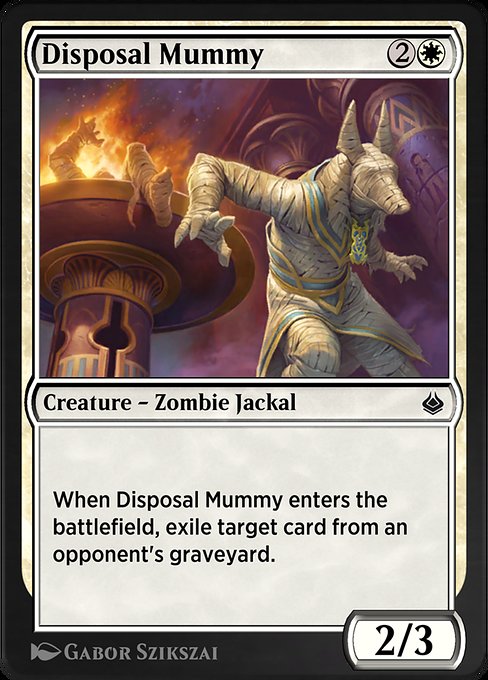 Disposal Mummy 2
Creature – Zombie Jackal
When Disposal Mummy enters the
battlefield, exile target card from an
opponent's graveyard.
2/3
Gabor Szikszai